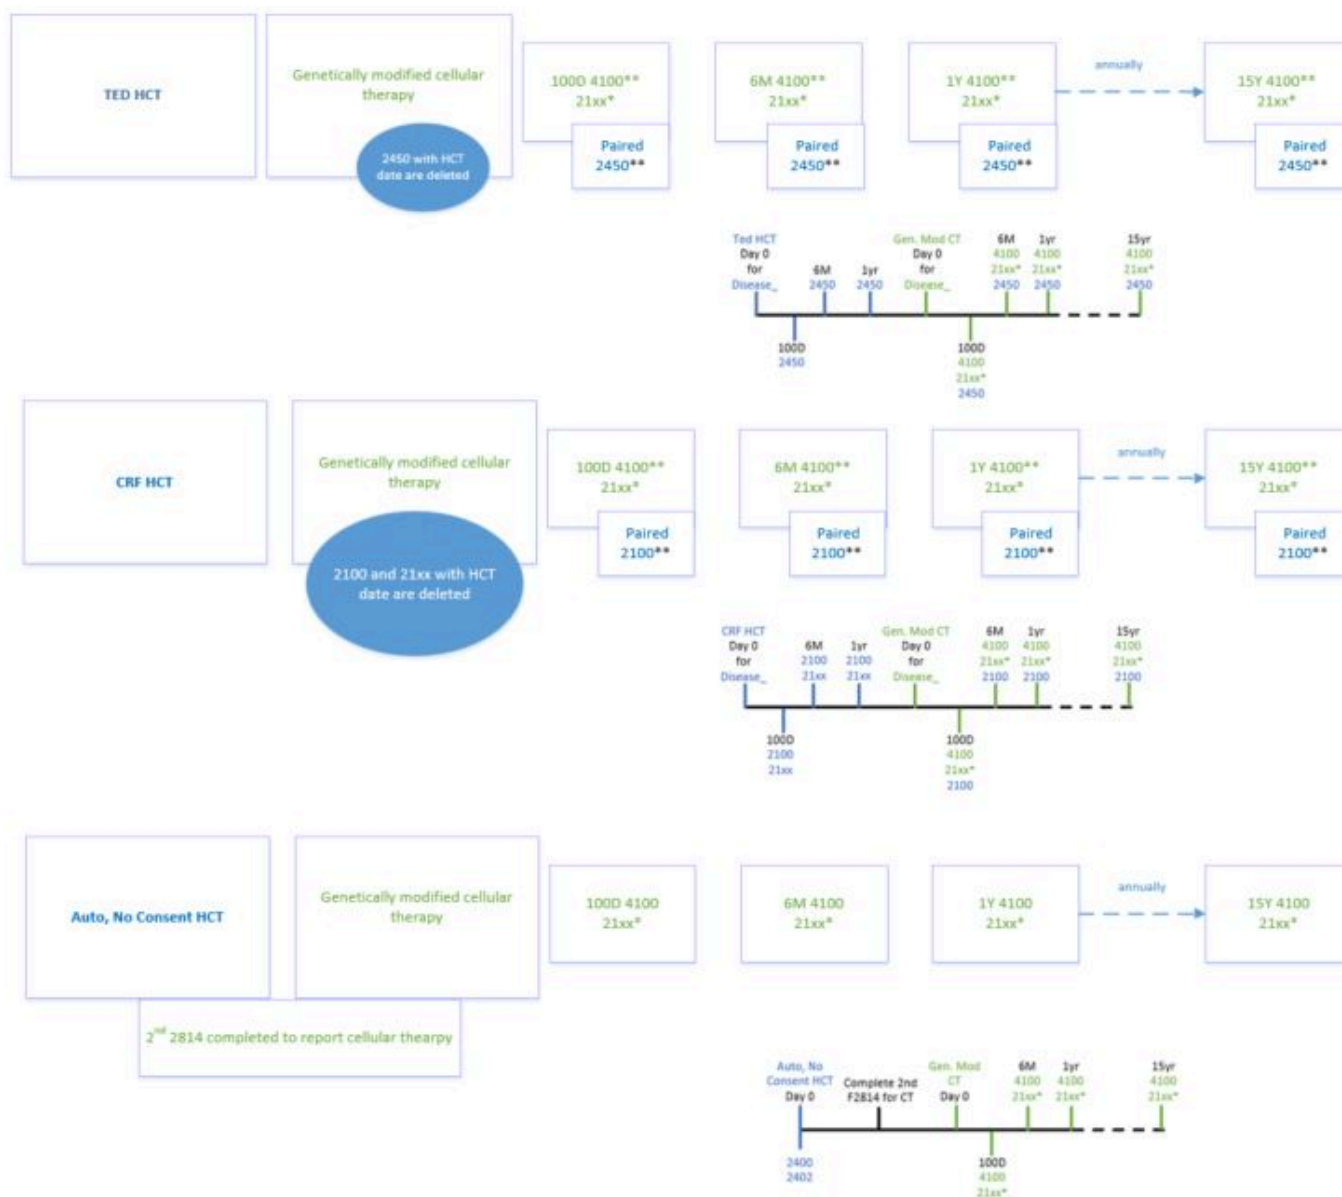 TED HCT
Genetically modified cellular
therapy
2450 with HCT
date are deleted
100D 4100**
21xx*
Paired
2450**
6M 4100**
21xx*
Paired
2450**
1Y 4100**
21xx*
Paired
2450**
annually
15Y 4100**
21xx*
Paired
2450**
Ted HCT
Day 0
for
Disease_
100D
2450
6M
2450
1yr
2450
Gen. Mod CT
Day 0
for
Disease_
100D
4100
21xx*
2450
6M
4100
21xx*
2450
1yr
4100
21xx*
2450
15yr
4100
21xx*
2450
CRF HCT
Genetically modified cellular
therapy
2100 and 21xx with HCT
date are deleted
100D 4100**
21xx*
Paired
2100**
6M 4100**
21xx*
Paired
2100**
1Y 4100**
21xx*
Paired
2100**
annually
15Y 4100**
21xx*
Paired
2100**
CRF HCT
Day 0
for
Disease_
100D
2100
21xx
6M
2100
21xx
1yr
2100
21xx
Gen. Mod CT
Day 0
for
Disease_
100D
4100
21xx*
2100
6M
4100
21xx*
2100
1yr
4100
21xx*
2100
15yr
4100
21xx*
2100
Auto, No Consent HCT
Genetically modified cellular
therapy
2nd 2814 completed to report cellular thearpy
100D 4100
21xx*
6M 4100
21xx*
1Y 4100
21xx*
annually
15Y 4100
21xx*
Auto, No
Consent HCT
Day 0
2400
2402
Complete 2nd
F2814 for CT
Gen. Mod
CT
Day 0
100D
4100
21xx*
6M
4100
21xx*
1yr
4100
21xx*
15yr
4100
21xx*